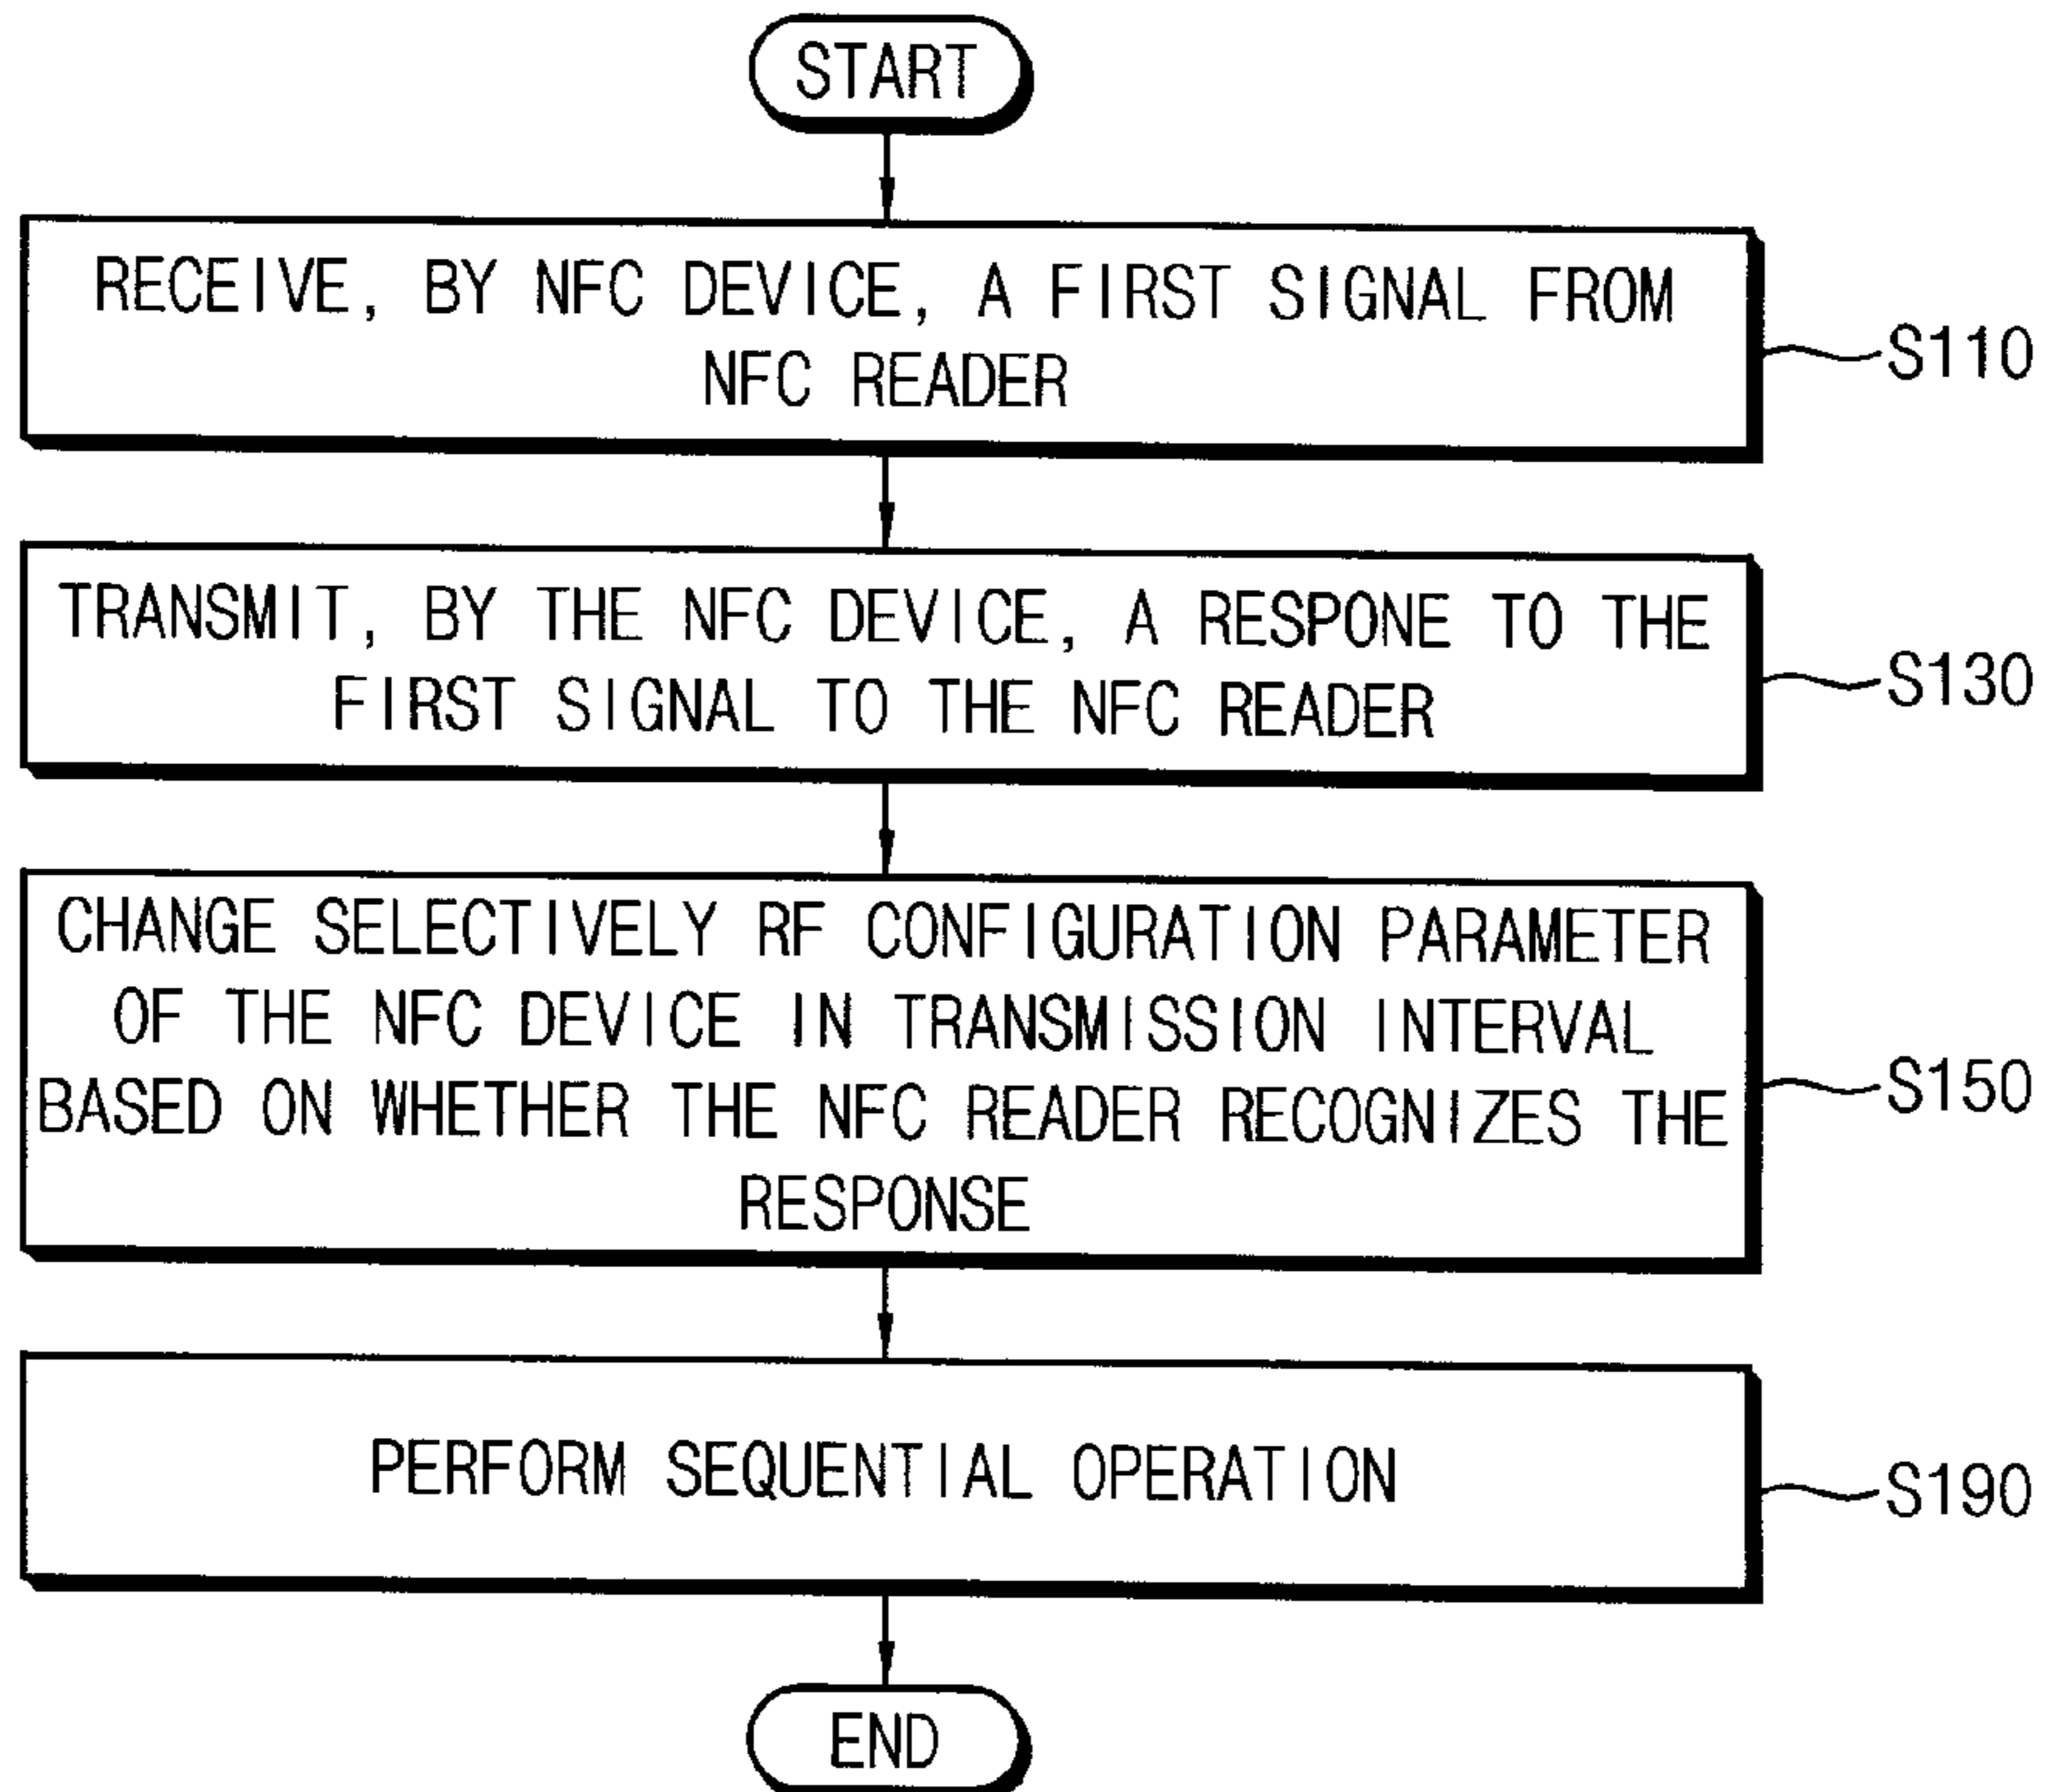 START
RECEIVE, BY NFC DEVICE, A FIRST SIGNAL FROM
NFC READER
S110
TRANSMIT, BY THE NFC DEVICE, A RESPONE TO THE
FIRST SIGNAL TO THE NFC READER
S130
CHANGE SELECTIVELY RF CONFIGURATION PARAMETER
OF THE NFC DEVICE IN TRANSMISSION INTERVAL
BASED ON WHETHER THE NFC READER RECOGNIZES THE
RESPONSE
S150
PERFORM SEQUENTIAL OPERATION
S190
END